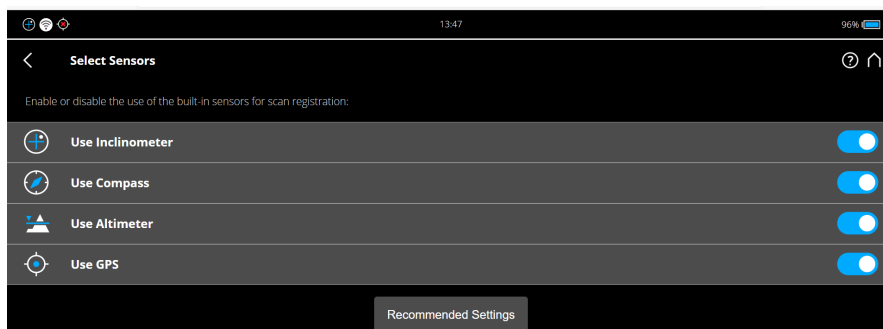 13:47
96%
Select Sensors
Enable or disable the use of the built-in sensors for scan registration:
Use Inclinometer
Use Compass
Use Altimeter
Use GPS
Recommended Settings